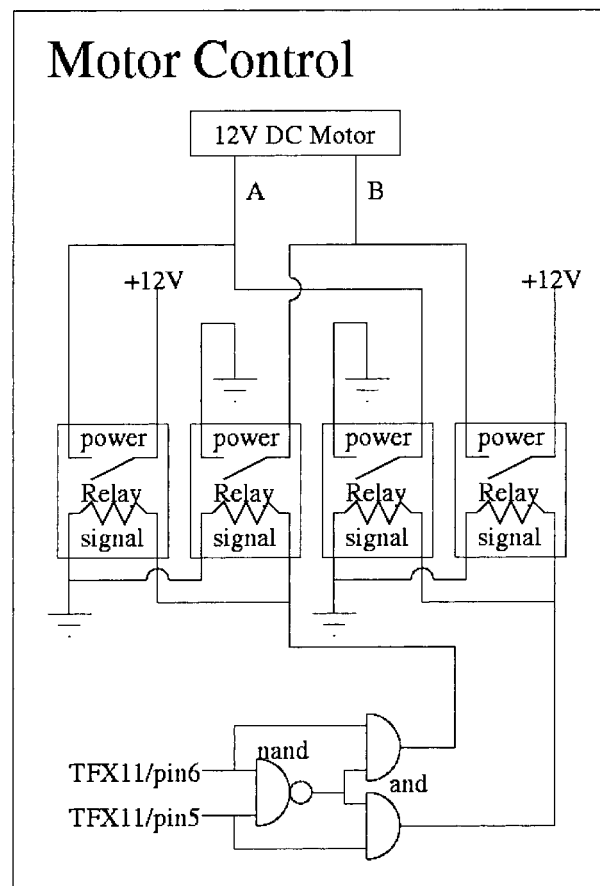 Motor Control
12V DC Motor
A B
+12V +12V
power power power power
Relay Relay Relay Relay
signal signal signal signal
nand
TFX11/pin6
and
TFX11/pin5